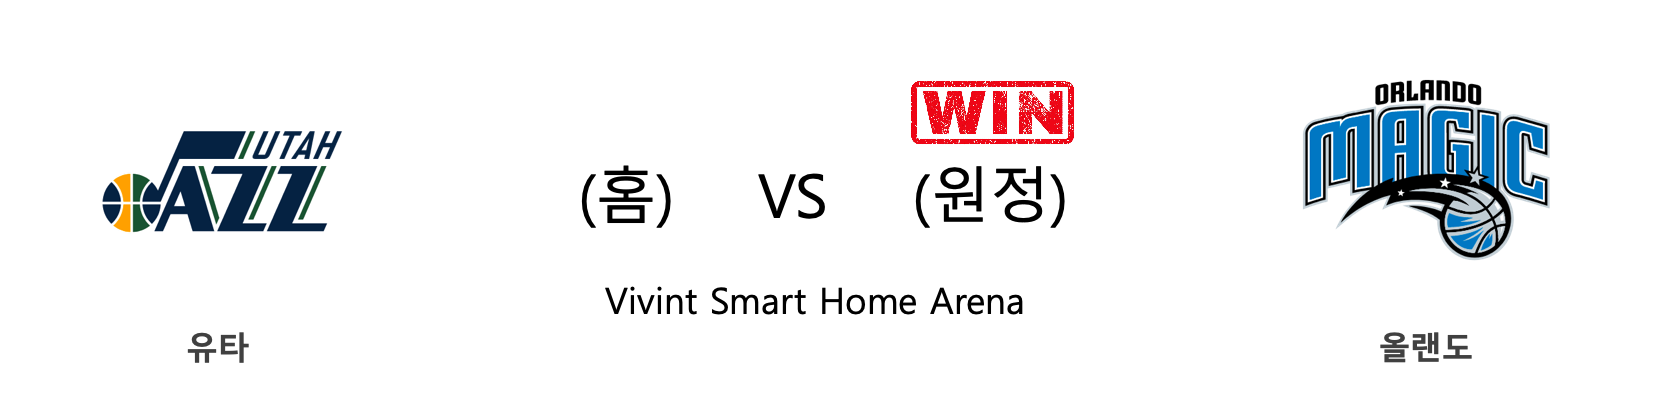 UTAH
JAZZ
(홈) VS (원정)
WIN
Vivint Smart Home Arena
ORLANDO
MAGIC
유타
올랜도